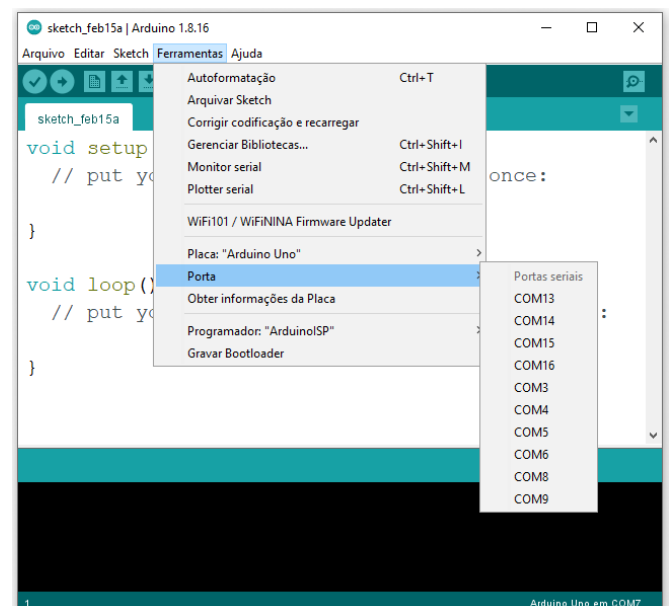 sketch_feb15a | Arduino 1.8.16
Arquivo Editar Sketch Ferramentas Ajuda
sketch_feb15a
Autoformatação Ctrl+T
Arquivar Sketch
Corrigir codificação e recarregar
Gerenciar Bibliotecas... Ctrl+Shift+I
Monitor serial Ctrl+Shift+M
Plotter serial Ctrl+Shift+L
WiFi101 / WiFiNINA Firmware Updater
Placa: "Arduino Uno"
Porta
Obter informações da Placa
Programador: "ArduinoISP"
Gravar Bootloader
Portas seriais
COM13
COM14
COM15
COM16
COM3
COM4
COM5
COM6
COM8
COM9
void setup
// put yo once:
}
void loop()
// put yo :
}
1 Arduino Uno em COM7